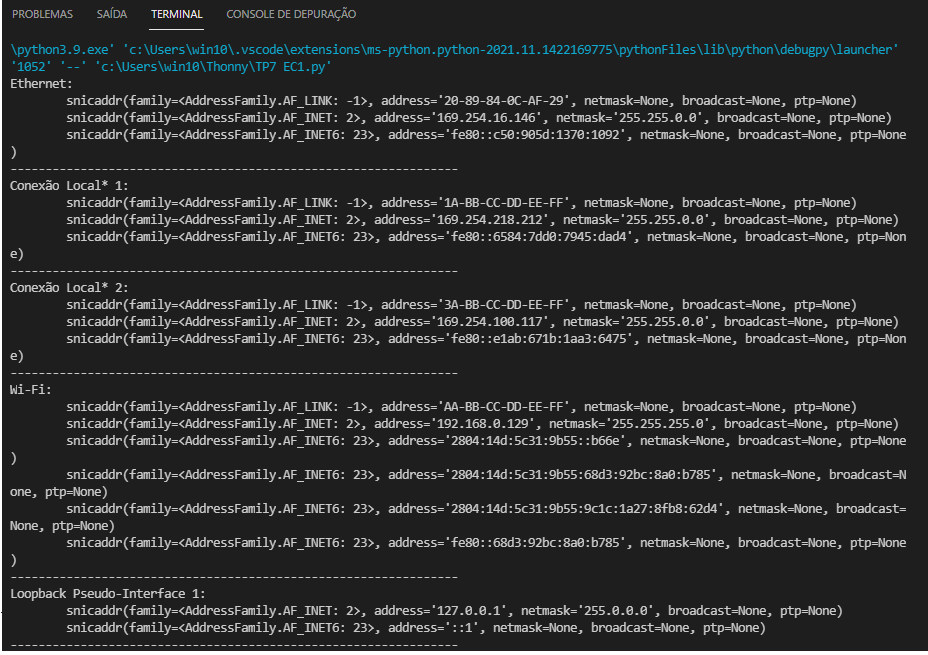 PROBLEMAS SAÍDA TERMINAL CONSOLE DE DEPURAÇÃO
\python3.9.exe' 'c:\Users\win10\.vscode\extensions\ms-python.python-2021.11.1422169775\pythonFiles\lib\python\debugpy\launcher'
'1052' '--' 'c:\Users\win10\Thonny\TP7 EC1.py'
Ethernet:
snicaddr(family=<AddressFamily.AF_LINK: -1>, address='20-89-84-0C-AF-29', netmask=None, broadcast=None, ptp=None)
snicaddr(family=<AddressFamily.AF_INET: 2>, address='169.254.16.146', netmask='255.255.0.0', broadcast=None, ptp=None)
snicaddr(family=<AddressFamily.AF_INET6: 23>, address='fe80::c50:905d:1370:1092', netmask=None, broadcast=None, ptp=None
)
----------------------------------------------------------------
Conexão Local* 1:
snicaddr(family=<AddressFamily.AF_LINK: -1>, address='1A-BB-CC-DD-EE-FF', netmask=None, broadcast=None, ptp=None)
snicaddr(family=<AddressFamily.AF_INET: 2>, address='169.254.218.212', netmask='255.255.0.0', broadcast=None, ptp=None)
snicaddr(family=<AddressFamily.AF_INET6: 23>, address='fe80::6584:7dd0:7945:dad4', netmask=None, broadcast=None, ptp=Non
e)
----------------------------------------------------------------
Conexão Local* 2:
snicaddr(family=<AddressFamily.AF_LINK: -1>, address='3A-BB-CC-DD-EE-FF', netmask=None, broadcast=None, ptp=None)
snicaddr(family=<AddressFamily.AF_INET: 2>, address='169.254.100.117', netmask='255.255.0.0', broadcast=None, ptp=None)
snicaddr(family=<AddressFamily.AF_INET6: 23>, address='fe80::e1ab:671b:1aa3:6475', netmask=None, broadcast=None, ptp=Non
e)
----------------------------------------------------------------
Wi-Fi:
snicaddr(family=<AddressFamily.AF_LINK: -1>, address='AA-BB-CC-DD-EE-FF', netmask=None, broadcast=None, ptp=None)
snicaddr(family=<AddressFamily.AF_INET: 2>, address='192.168.0.129', netmask='255.255.255.0', broadcast=None, ptp=None)
snicaddr(family=<AddressFamily.AF_INET6: 23>, address='2804:14d:5c31:9b55::b66e', netmask=None, broadcast=None, ptp=None
)
snicaddr(family=<AddressFamily.AF_INET6: 23>, address='2804:14d:5c31:9b55:68d3:92bc:8a0:b785', netmask=None, broadcast=N
one, ptp=None)
snicaddr(family=<AddressFamily.AF_INET6: 23>, address='2804:14d:5c31:9b55:9c1c:1a27:8fb8:62d4', netmask=None, broadcast=
None, ptp=None)
snicaddr(family=<AddressFamily.AF_INET6: 23>, address='fe80::68d3:92bc:8a0:b785', netmask=None, broadcast=None, ptp=None
)
----------------------------------------------------------------
Loopback Pseudo-Interface 1:
snicaddr(family=<AddressFamily.AF_INET: 2>, address='127.0.0.1', netmask='255.0.0.0', broadcast=None, ptp=None)
snicaddr(family=<AddressFamily.AF_INET6: 23>, address='::1', netmask=None, broadcast=None, ptp=None)
----------------------------------------------------------------